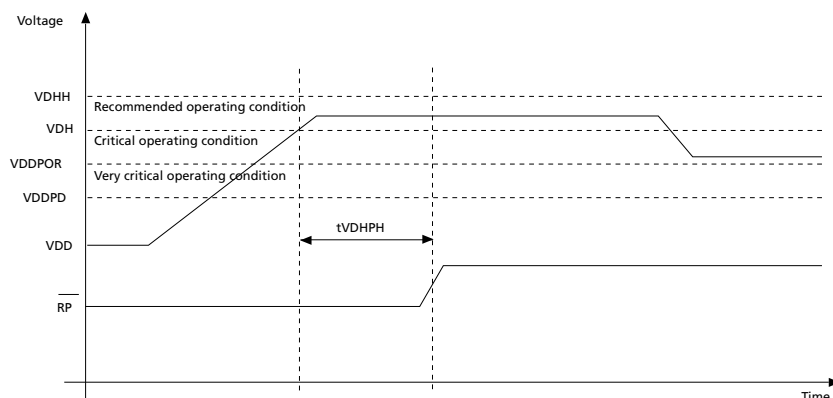 Voltage
VDHH
Recommended operating condition
VDH
Critical operating condition
VDDPOR
Very critical operating condition
VDDPD
tVDHPH
VDD
RP
Time